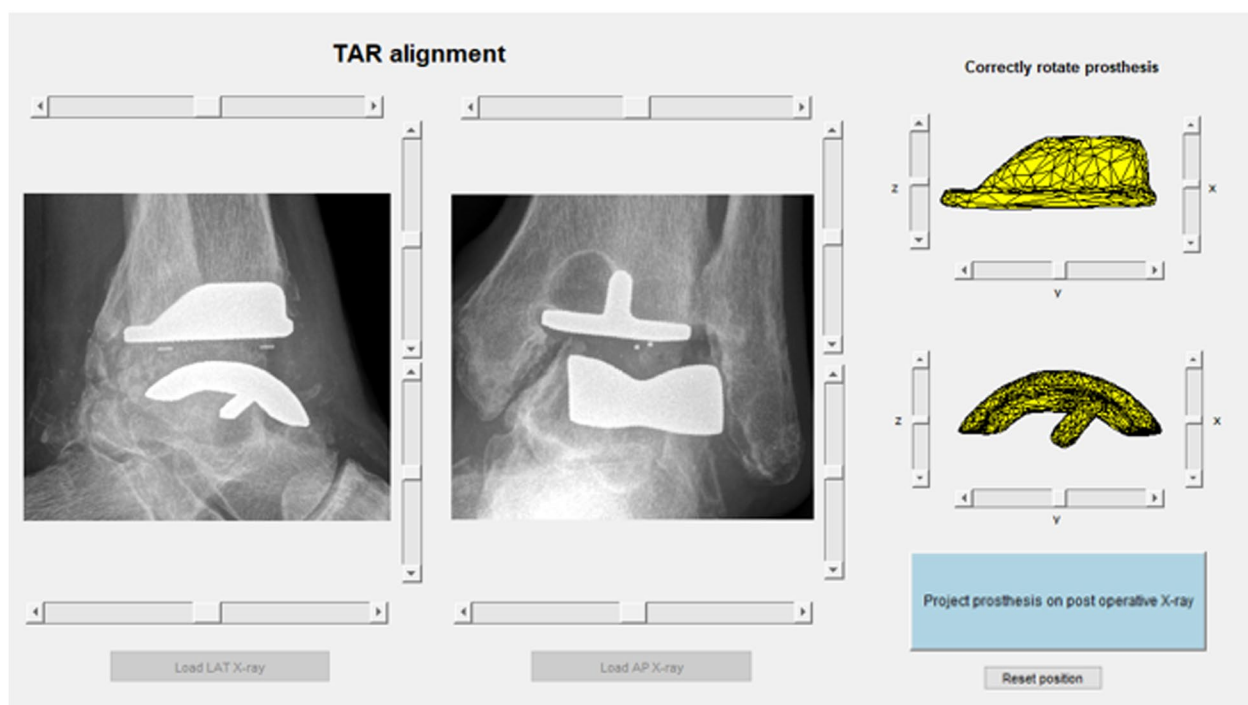 TAR alignment
Correctly rotate prosthesis
z
x
y
z
x
y
Project prosthesis on post operative X-ray
Load LAT X-ray
Load AP X-ray
Reset position